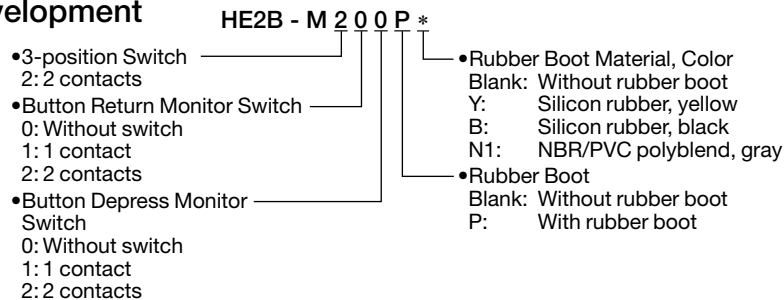 velopment
HE2B - M 2 0 0 P *
•3-position Switch
2: 2 contacts
•Button Return Monitor Switch
0: Without switch
1: 1 contact
2: 2 contacts
•Button Depress Monitor
Switch
0: Without switch
1: 1 contact
2: 2 contacts
•Rubber Boot Material, Color
Blank: Without rubber boot
Y: Silicon rubber, yellow
B: Silicon rubber, black
N1: NBR/PVC polyblend, gray
•Rubber Boot
Blank: Without rubber boot
P: With rubber boot